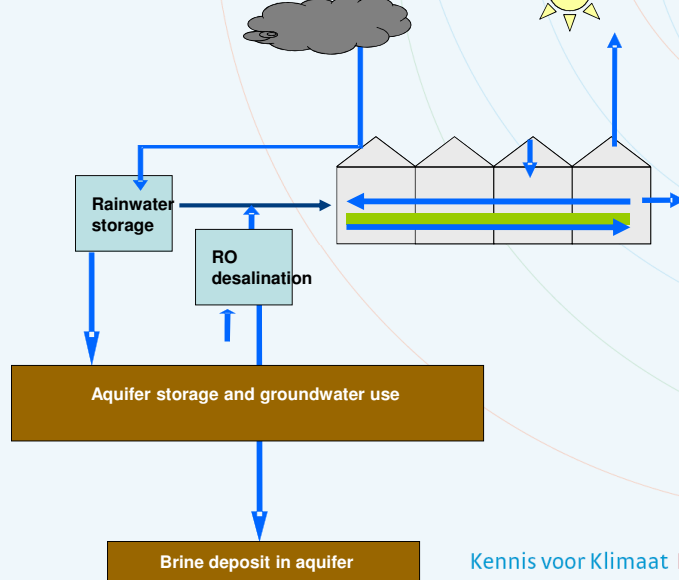 Rainwater
storage
RO
desalination
Aquifer storage and groundwater use
Brine deposit in aquifer
Kennis voor Klimaat